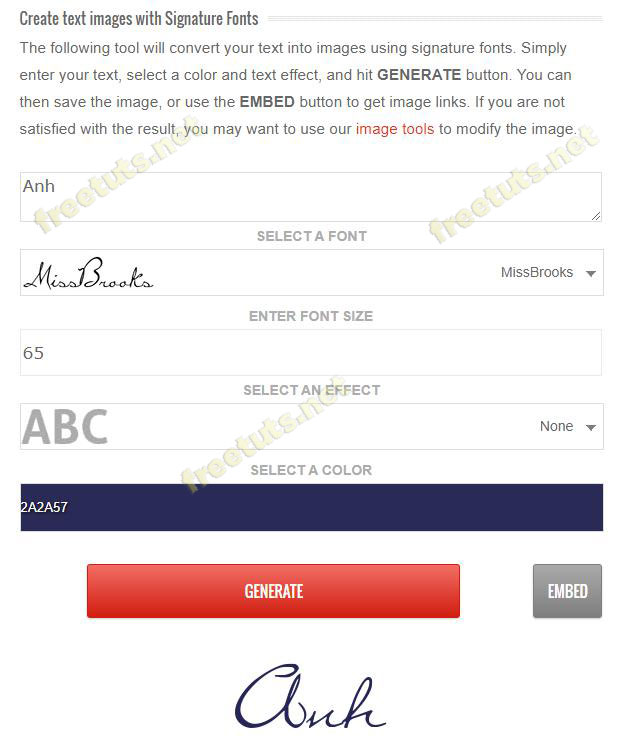 Create text images with Signature Fonts
The following tool will convert your text into images using signature fonts. Simply
enter your text, select a color and text effect, and hit GENERATE button. You can
then save the image, or use the EMBED button to get image links. If you are not
satisfied with the result, you may want to use our image tools to modify the image.
freetuts.net
freetuts.net
Anh
SELECT A FONT
MissBrooks MissBrooks
ENTER FONT SIZE
65
SELECT AN EFFECT
freetuts.net
ABC None
SELECT A COLOR
2A2A57
GENERATE EMBED
Anh